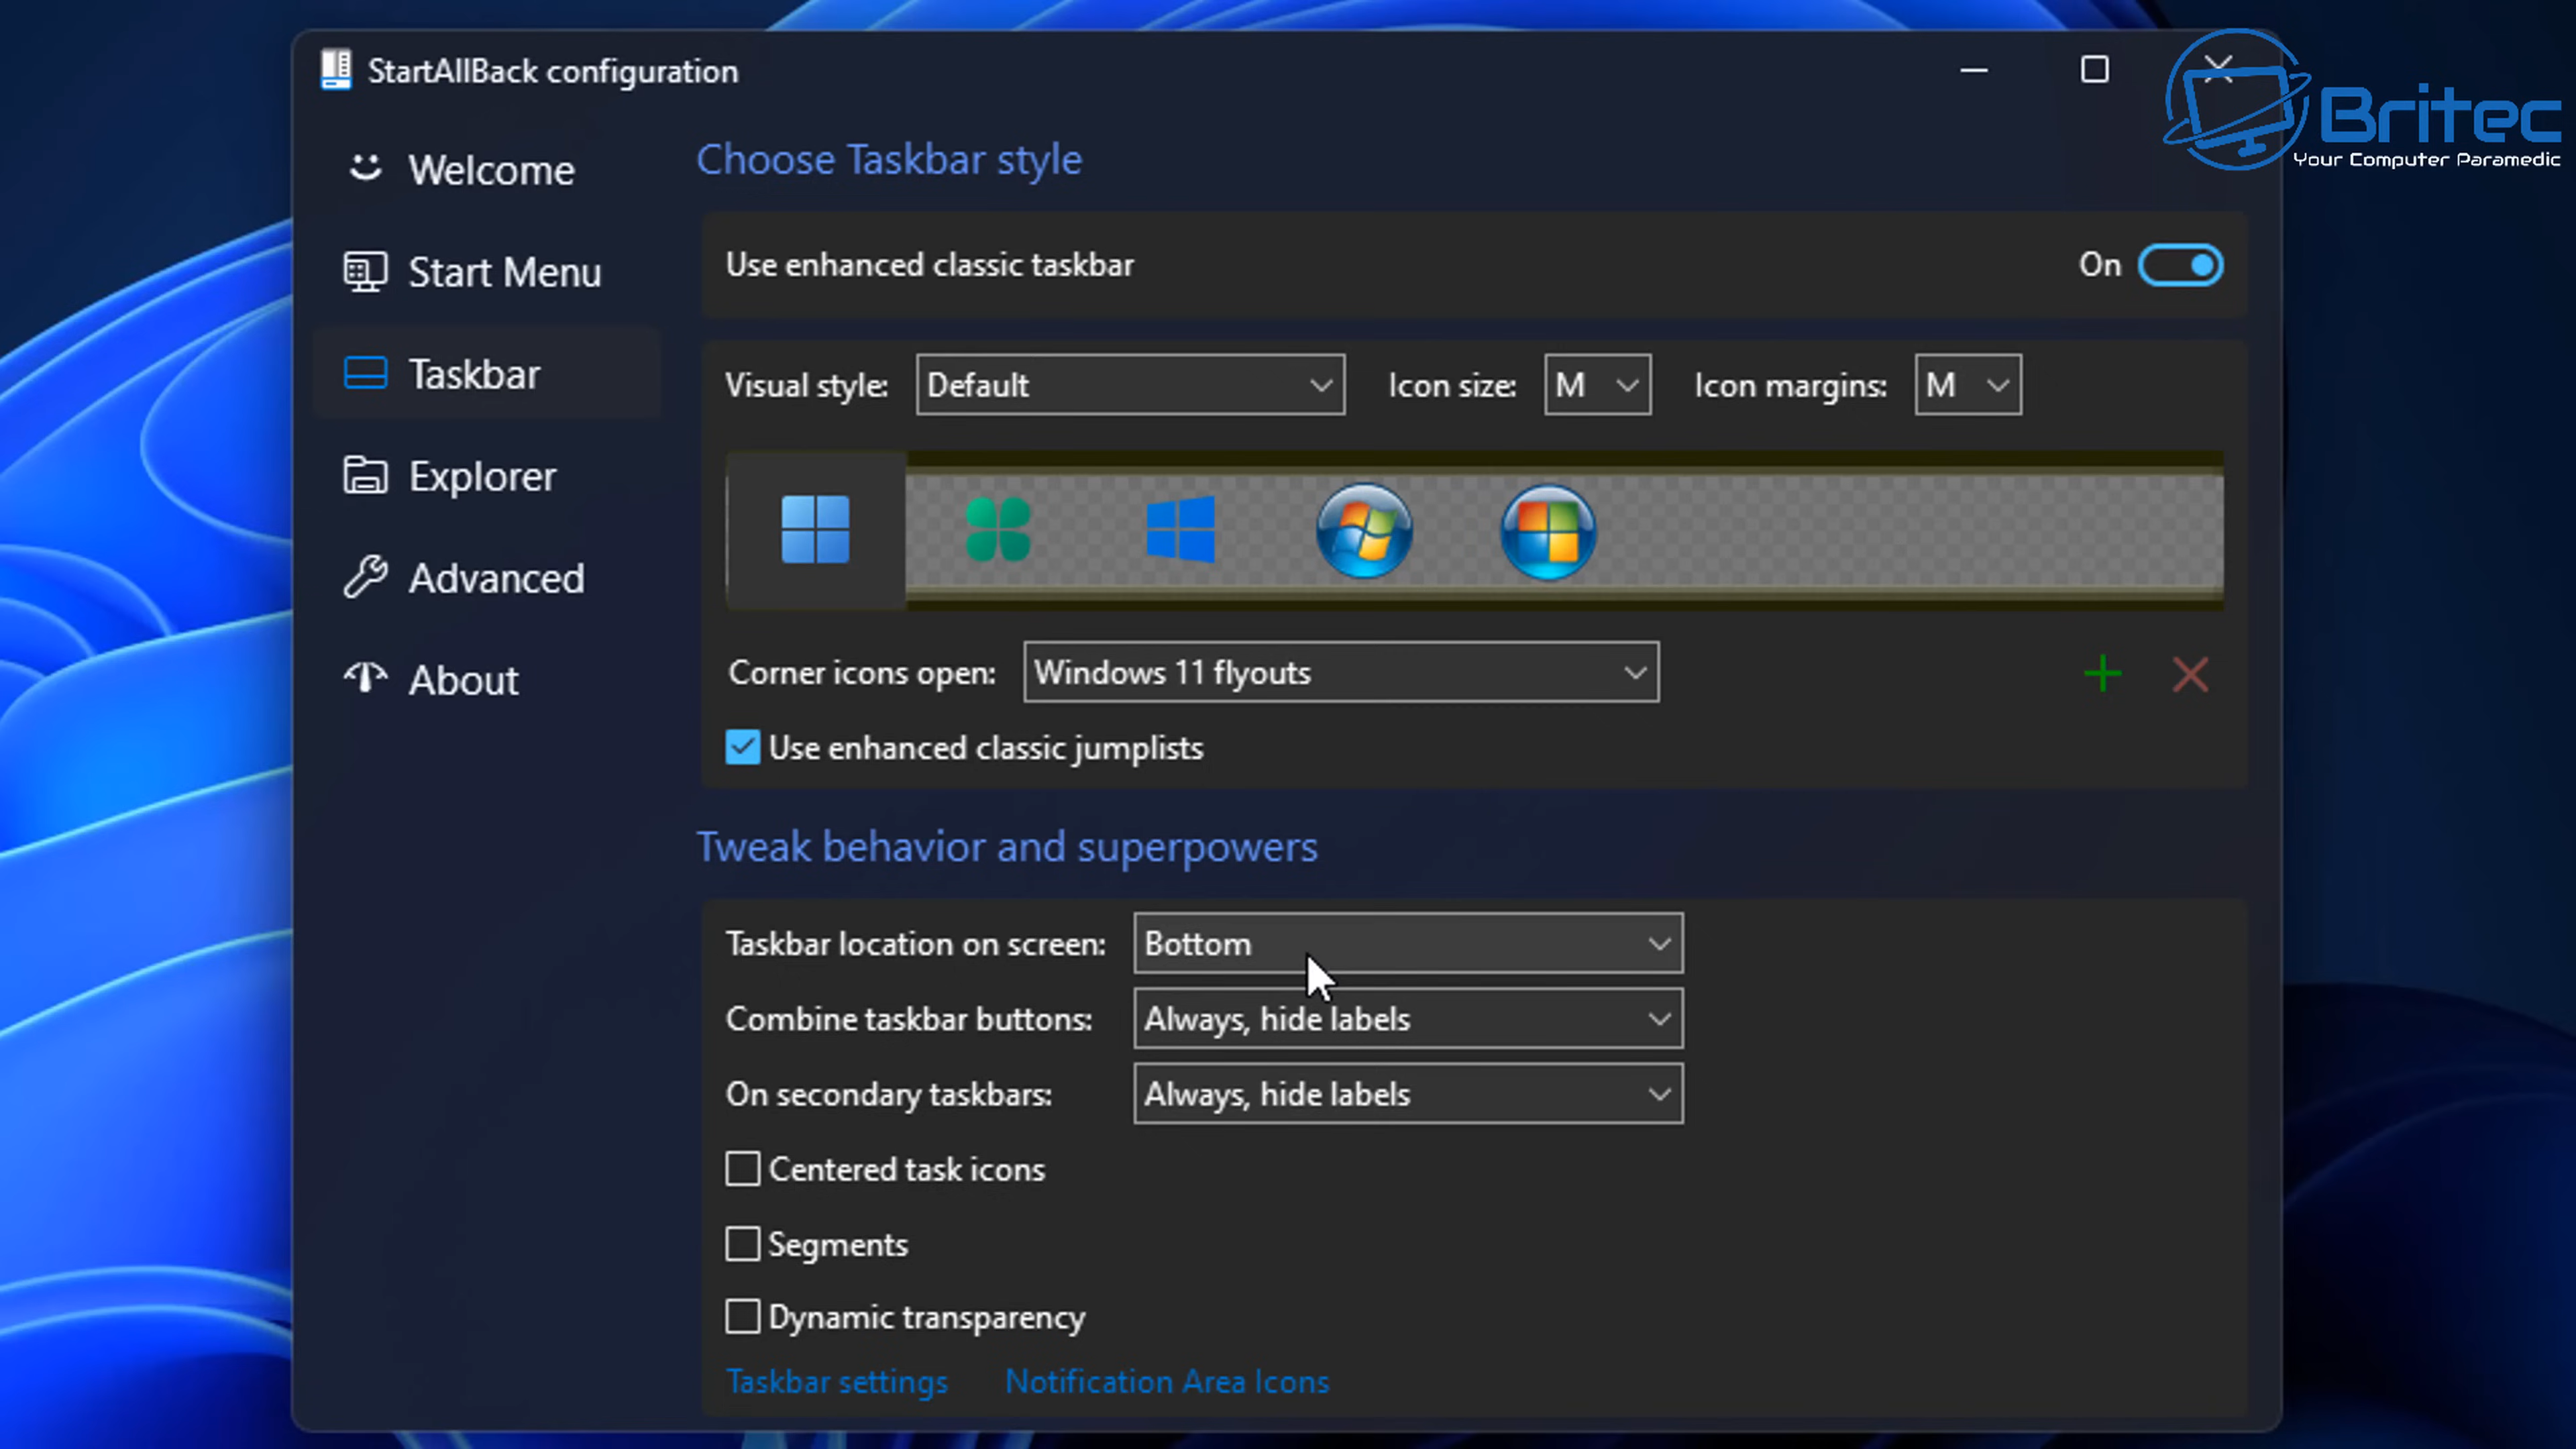 StartAllBack configuration
Britec
Your Computer Paramedic
Welcome
Start Menu
Taskbar
Explorer
Advanced
About
Choose Taskbar style
Use enhanced classic taskbar
On
Visual style: Default Icon size: M Icon margins: M
Corner icons open: Windows 11 flyouts
Use enhanced classic jumplists
Tweak behavior and superpowers
Taskbar location on screen: Bottom
Combine taskbar buttons: Always, hide labels
On secondary taskbars: Always, hide labels
Centered task icons
Segments
Dynamic transparency
Taskbar settings Notification Area Icons